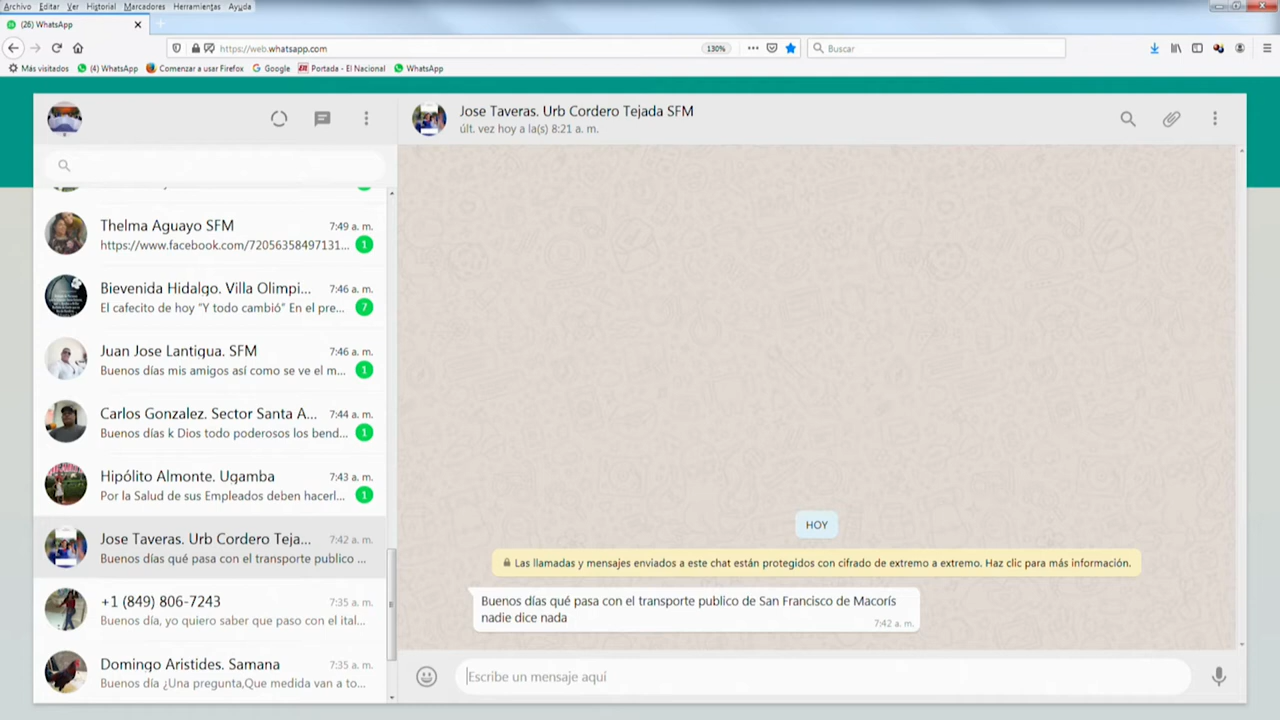 Archivo Editar Ver Historial Marcadores Herramientas Ayuda
(26) WhatsApp
https://web.whatsapp.com
130%
Buscar
Más visitados
(4) WhatsApp
Comenzar a usar Firefox
Google
Portada - El Nacional
WhatsApp
Thelma Aguayo SFM
7:49 a. m.
https://www.facebook.com/72056358497131...
1
Bievenida Hidalgo. Villa Olimpi...
7:46 a. m.
El cafecito de hoy "Y todo cambió" En el pre...
7
Juan Jose Lantigua. SFM
7:46 a. m.
Buenos días mis amigos así como se ve el m...
1
Carlos Gonzalez. Sector Santa A...
7:44 a. m.
Buenos días k Dios todo poderosos los bend...
1
Hipólito Almonte. Ugamba
7:43 a. m.
Por la Salud de sus Empleados deben hacerl...
1
Jose Taveras. Urb Cordero Teja...
7:42 a. m.
Buenos días qué pasa con el transporte publico ...
+1 (849) 806-7243
7:35 a. m.
Buenos día, yo quiero saber que paso con el ital...
Domingo Aristides. Samana
7:35 a. m.
Buenos día ¿Una pregunta,Que medida van a to...
Jose Taveras. Urb Cordero Tejada SFM
últ. vez hoy a la(s) 8:21 a. m.
HOY
Las llamadas y mensajes enviados a este chat están protegidos con cifrado de extremo a extremo. Haz clic para más información.
Buenos días qué pasa con el transporte publico de San Francisco de Macorís
nadie dice nada
7:42 a. m.
Escribe un mensaje aquí